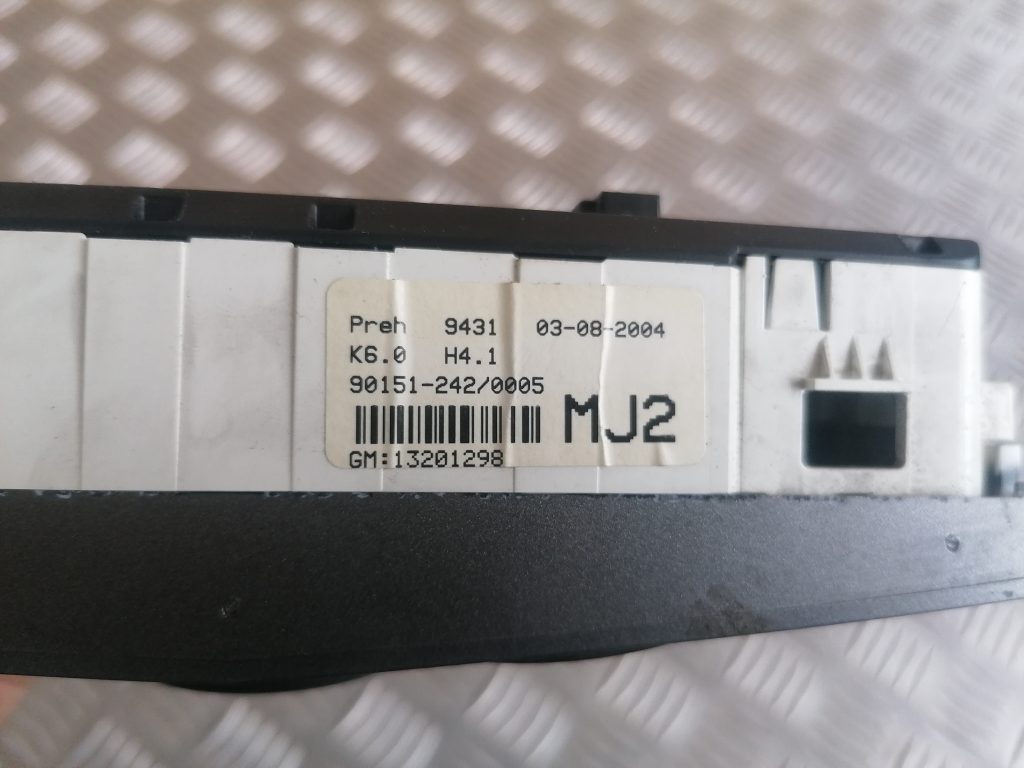 Preh 9431 03-08-2004
K6.0 H4.1
90151-242/0005
MJ2
GM:13201298